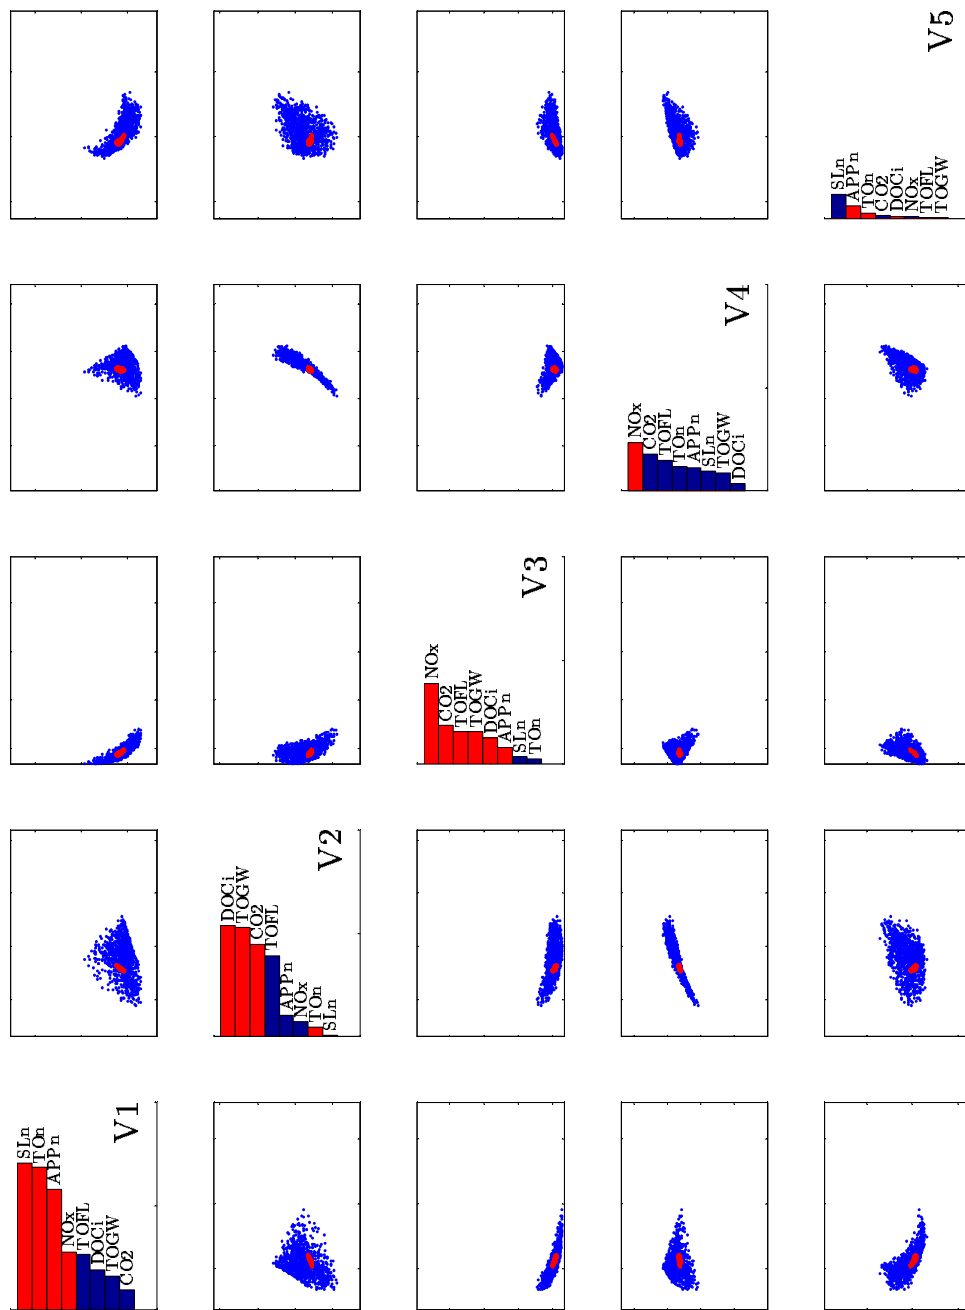 V1
SLn
TOn
APPn
NOx
TOFL
DOCi
TOGW
CO2
V2
DOCi
TOGW
CO2
TOFL
APPn
NOx
TOn
SLn
V3
NOx
CO2
TOFL
TOGW
DOCi
APPn
SLn
TOn
V4
NOx
CO2
TOFL
TOn
APPn
SLn
TOGW
DOCi
V5
SLn
APPn
TOn
CO2
DOCi
NOx
TOFL
TOGW